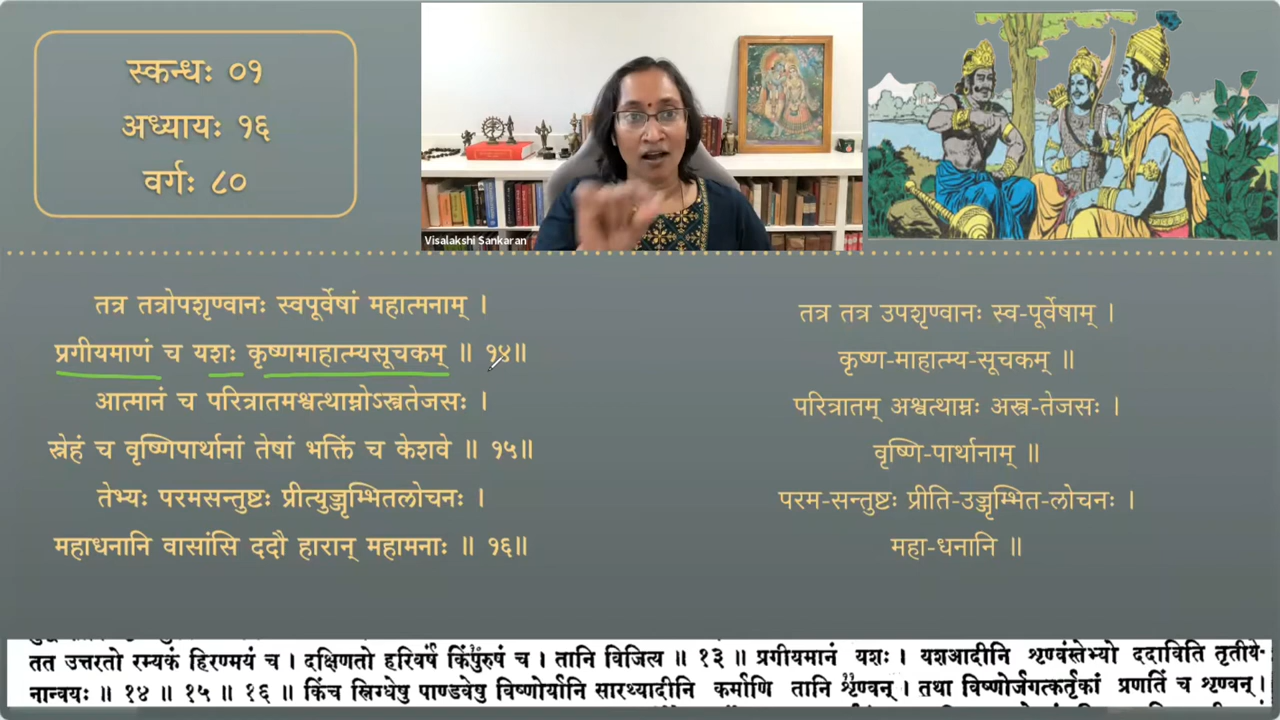 स्कन्धः ०१
अध्यायः १६
वर्गः ८०
Visalakshi Sankaran
तत्र तत्रोपशृण्वानः स्वपूर्वेषां महात्मनाम् ।
प्रगीयमाणं च यशः कृष्णमाहात्म्यसूचकम् ॥ १४॥
आत्मानं च परित्रातमश्वत्थाम्नोऽस्त्रतेजसः ।
स्नेहं च वृष्णिपार्थानां तेषां भक्तिं च केशवे ॥ १५॥
तेभ्यः परमसन्तुष्टः प्रीत्युज्जृम्भितलोचनः ।
महाधनानि वासांसि ददौ हारान् महामनाः ॥ १६॥
तत्र तत्र उपशृण्वानः स्व-पूर्वेषाम् ।
कृष्ण-माहात्म्य-सूचकम् ॥
परित्रातम् अश्वत्थाम्नः अस्त्र-तेजसः ।
वृष्णि-पार्थानाम् ॥
परम-सन्तुष्टः प्रीति-उज्जृम्भित-लोचनः ।
महा-धनानि ॥
तत उत्तरतो रम्यकं हिरण्मयं च । दक्षिणतो हरिवर्षं किंपुरुषं च । तानि विजित्य ॥ १३ ॥ प्रगीयमानं यशः । यशआदीनि शृण्वंस्तेभ्यो ददाविति तृतीये-
नान्वयः ॥ १४ ॥ १५ ॥ १६ ॥ किंच स्निग्धेषु पाण्डवेषु विष्णोर्यानि सारथ्यादीनि कर्माणि तानि शृण्वन् । तथा विष्णोर्जगत्कर्तृकां प्रणतिं च शृण्वन् ।